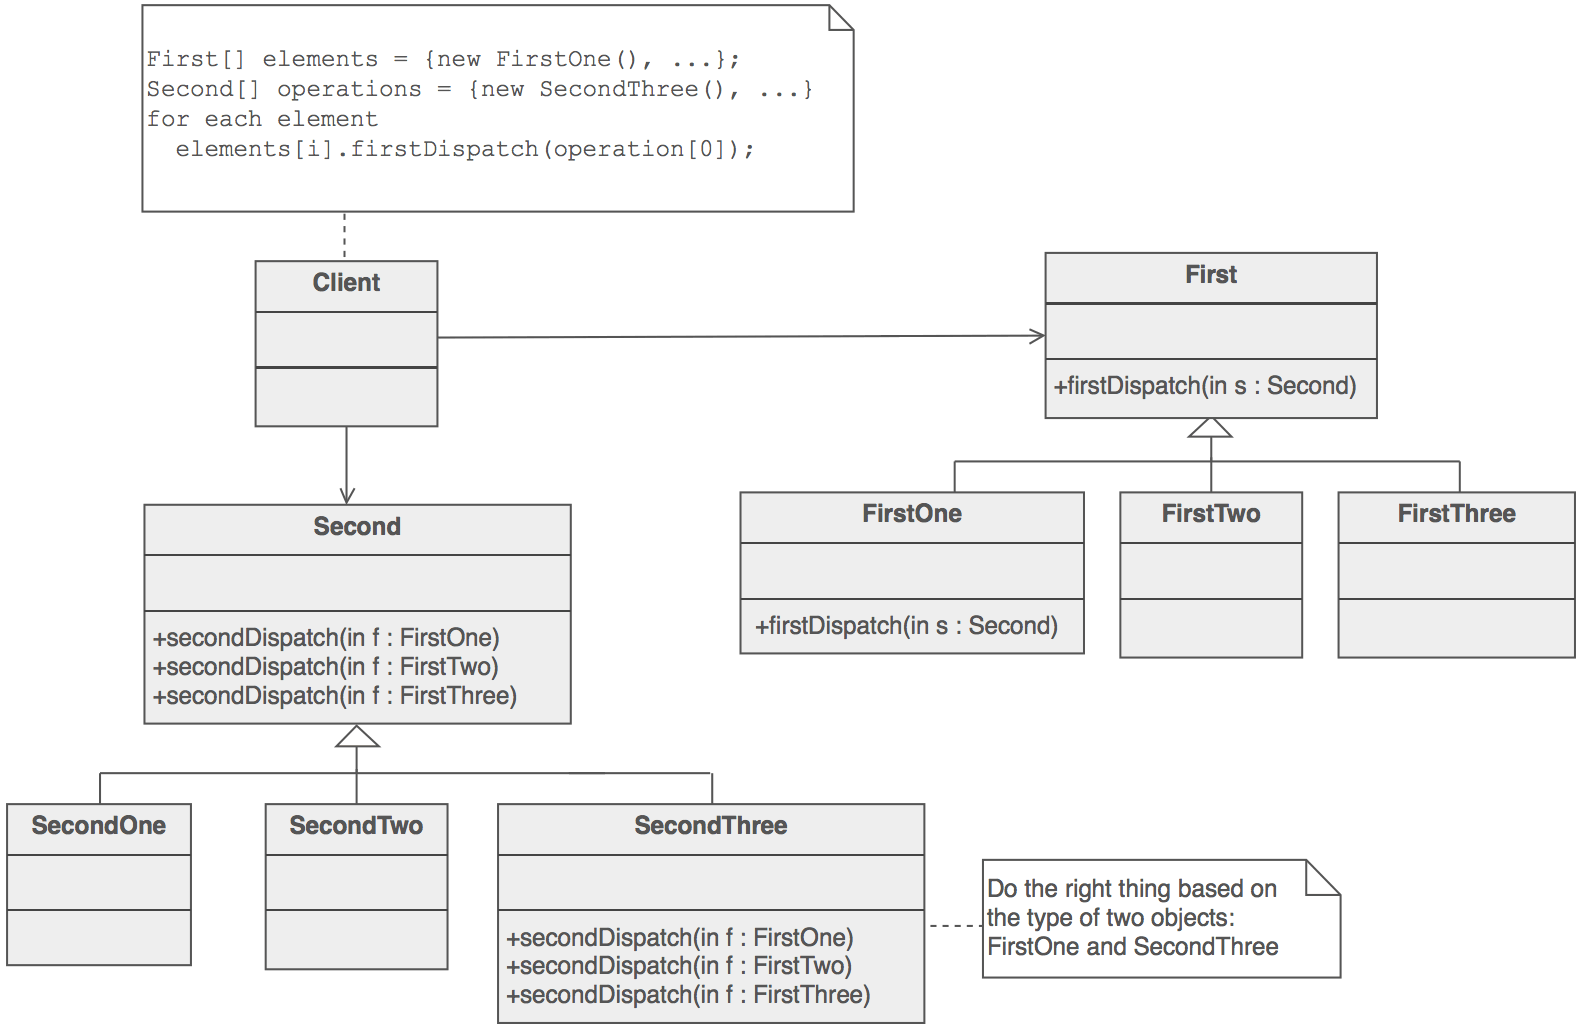 First[] elements = {new FirstOne(), ...};
Second[] operations = {new SecondThree(), ...}
for each element
  elements[i].firstDispatch(operation[0]);
Client
First
+firstDispatch(in s : Second)
Second
+secondDispatch(in f : FirstOne)
+secondDispatch(in f : FirstTwo)
+secondDispatch(in f : FirstThree)
FirstOne
+firstDispatch(in s : Second)
FirstTwo
FirstThree
SecondOne
SecondTwo
SecondThree
+secondDispatch(in f : FirstOne)
+secondDispatch(in f : FirstTwo)
+secondDispatch(in f : FirstThree)
Do the right thing based on
the type of two objects:
FirstOne and SecondThree